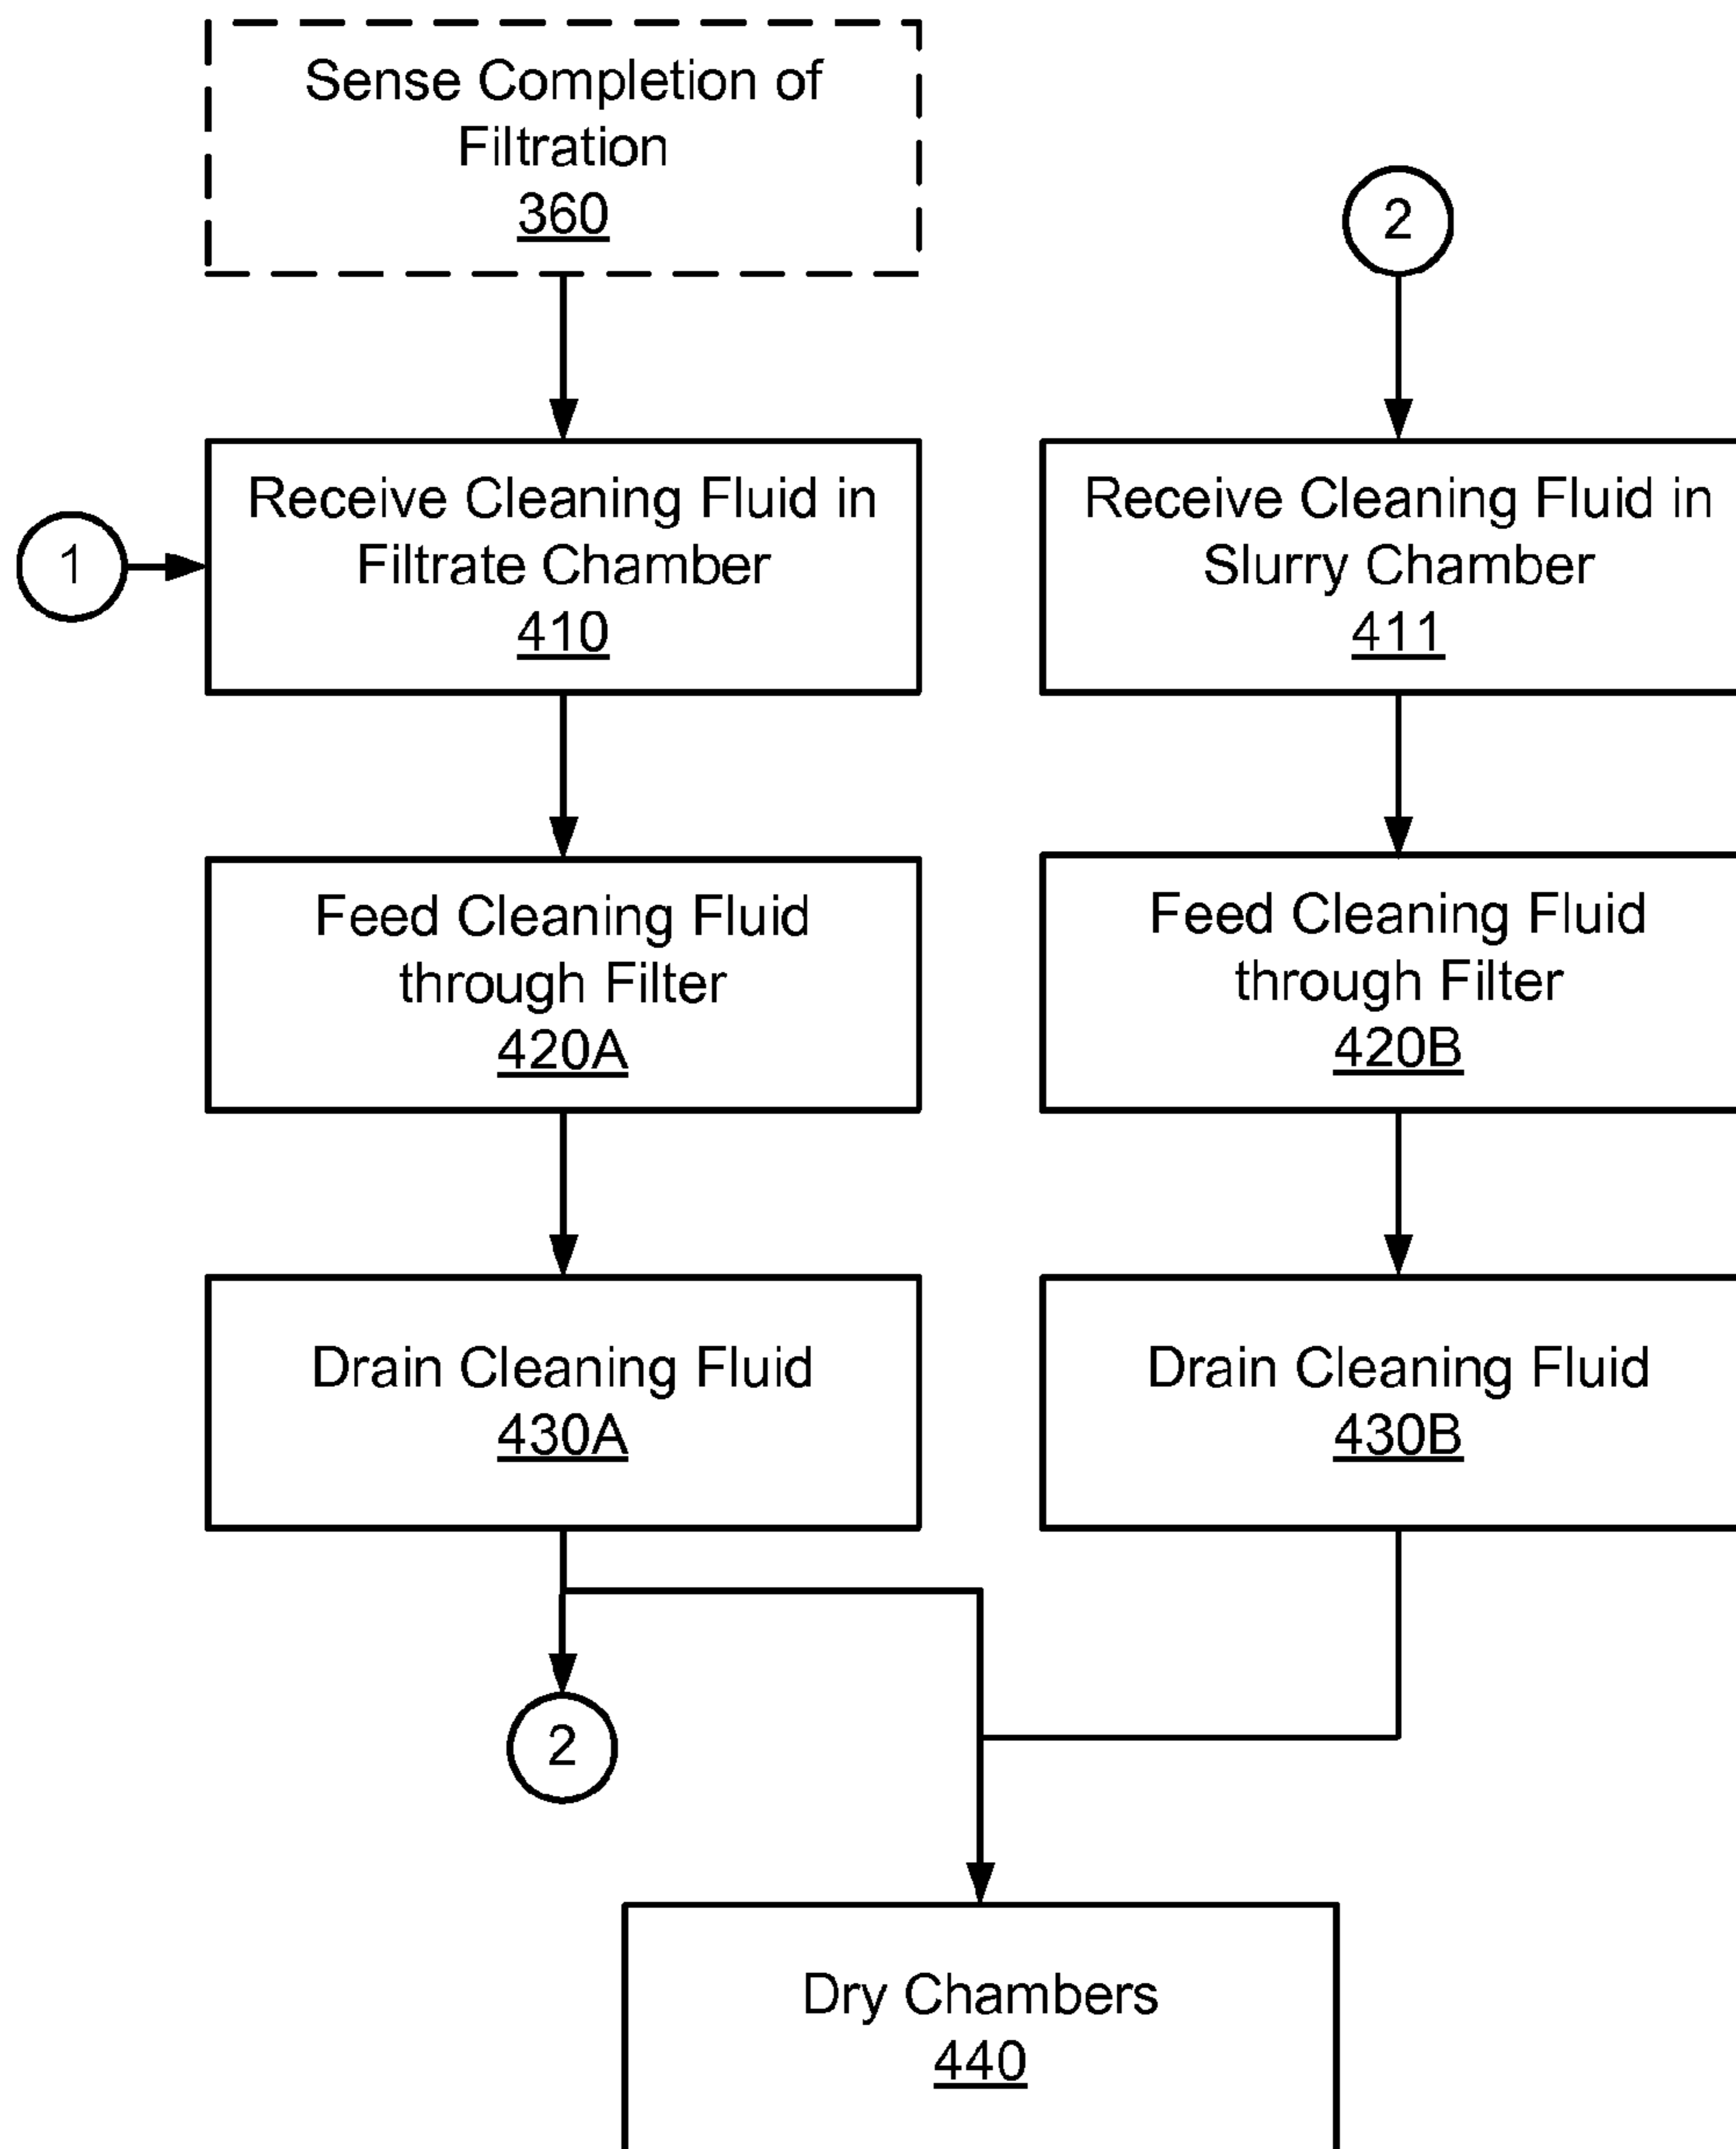 Sense Completion of
Filtration
360
2
1
Receive Cleaning Fluid in
Filtrate Chamber
410
Receive Cleaning Fluid in
Slurry Chamber
411
Feed Cleaning Fluid
through Filter
420A
Feed Cleaning Fluid
through Filter
420B
Drain Cleaning Fluid
430A
Drain Cleaning Fluid
430B
2
Dry Chambers
440